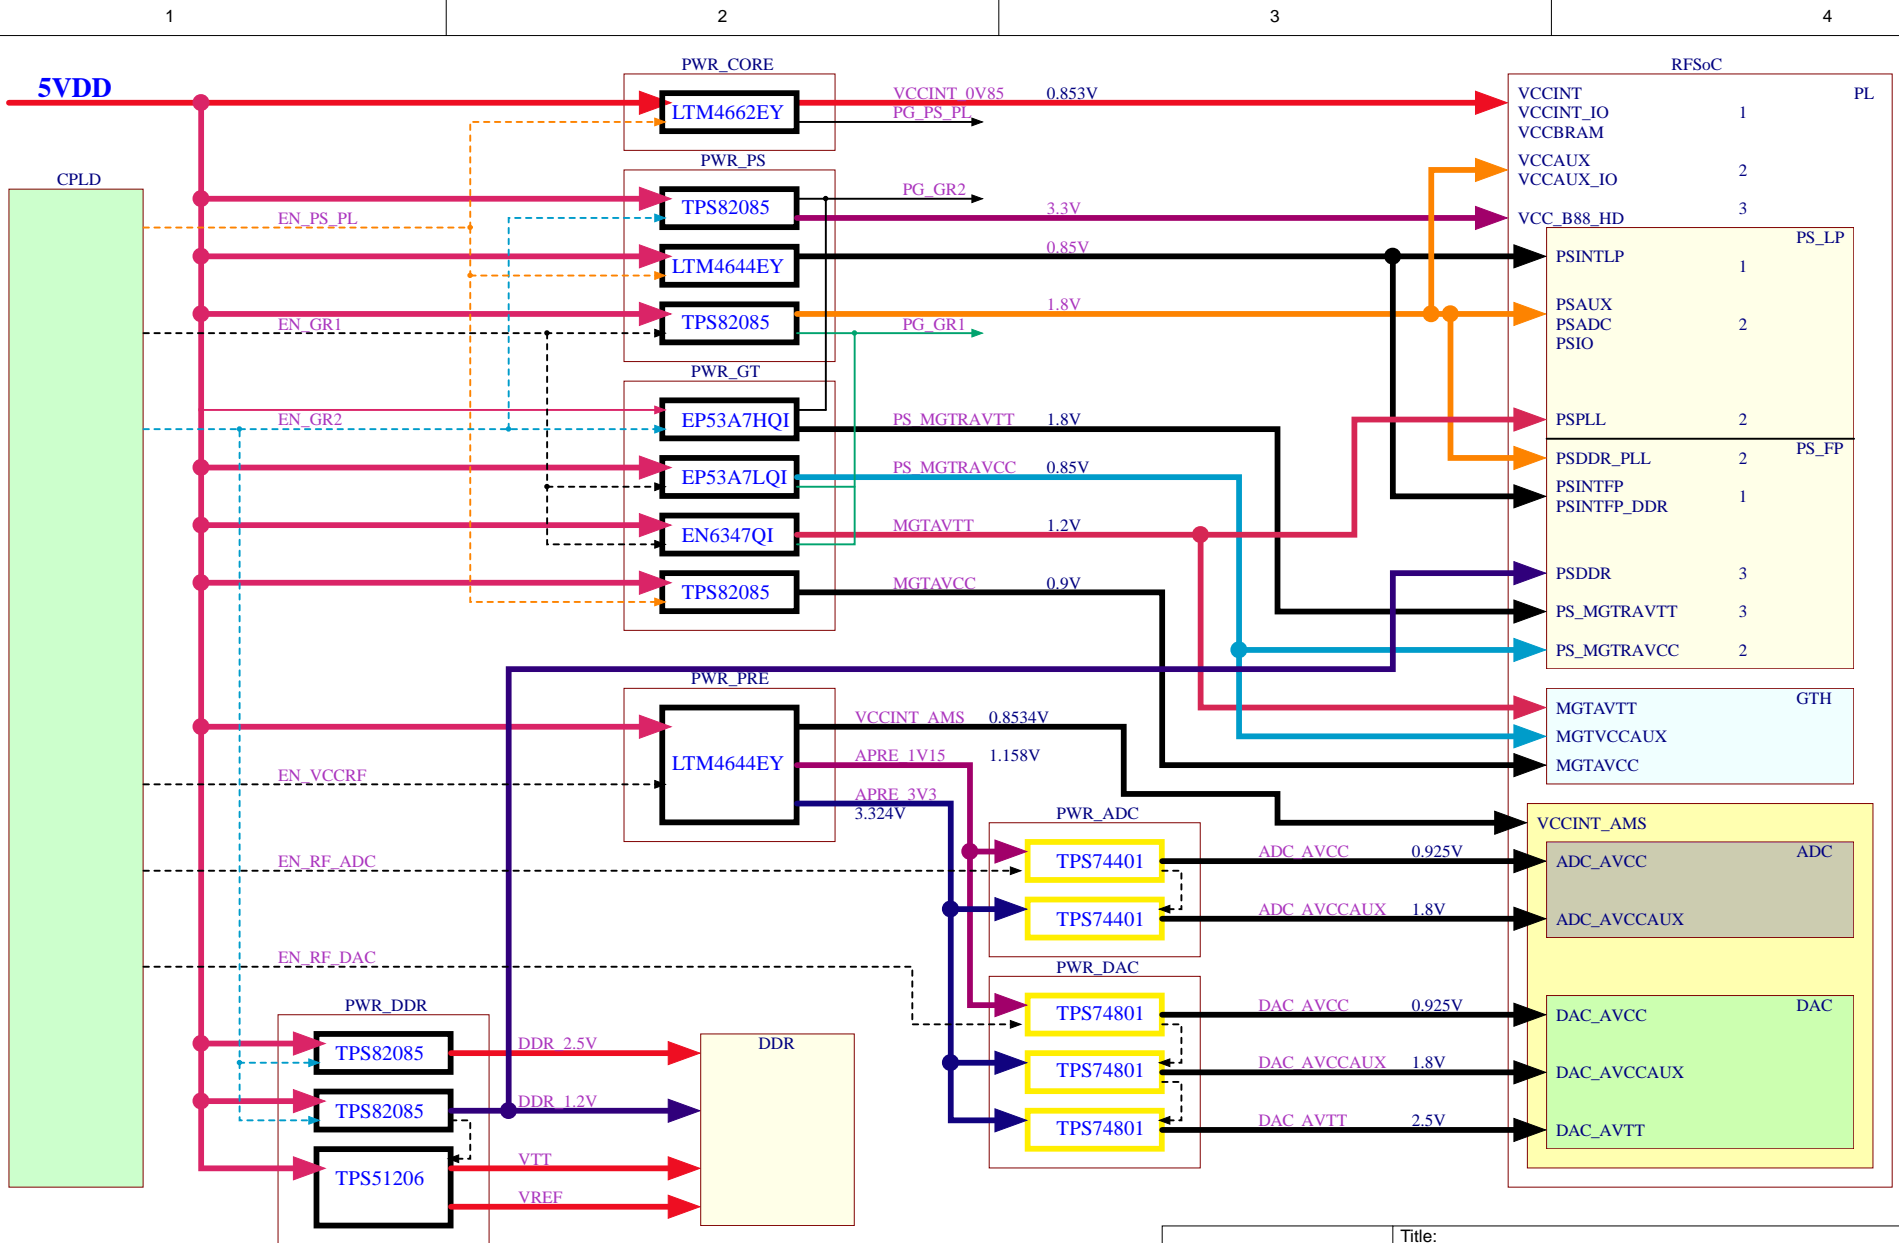 1 2 3 4
PWR_CORE RFSoC
5VDD
LTM4662EY
VCCINT_0V85 0.853V
PG_PS_PL
VCCINT
VCCINT_IO
VCCBRAM
1
PL
PWR_PS
VCCAUX
VCCAUX_IO
2
CPLD
TPS82085
PG_GR2
3.3V
VCC_B88_HD
3
EN_PS_PL
PS_LP
LTM4644EY
0.85V
PSINTLP
1
TPS82085
1.8V
PG_GR1
EN_GR1
PSAUX
PSADC
PSIO
2
PWR_GT
EN_GR2
EP53A7HQI
PS_MGTRAVTT 1.8V
PSPLL 2
PS_FP
PSDDR_PLL 2
EP53A7LQI
PS_MGTRAVCC 0.85V
PSINTFP
PSINTFP_DDR
1
EN6347QI
MGTAVTT 1.2V
TPS82085
MGTAVCC 0.9V
PSDDR 3
PS_MGTRAVTT 3
PS_MGTRAVCC 2
PWR_PRE
GTH
MGTAVTT
MGTVCCAUX
MGTAVCC
LTM4644EY
VCCINT_AMS 0.8534V
APRE_1V15 1.158V
APRE_3V3
3.324V
EN_VCCRF
PWR_ADC
VCCINT_AMS
EN_RF_ADC
TPS74401
ADC_AVCC 0.925V
ADC_AVCC
ADC
TPS74401
ADC_AVCCAUX 1.8V
ADC_AVCCAUX
EN_RF_DAC
PWR_DAC
TPS74801
DAC_AVCC 0.925V
DAC_AVCC
DAC
TPS74801
DAC_AVCCAUX 1.8V
DAC_AVCCAUX
TPS74801
DAC_AVTT 2.5V
DAC_AVTT
PWR_DDR
TPS82085
DDR_2.5V
DDR
TPS82085
DDR_1.2V
TPS51206
VTT
VREF
Title: